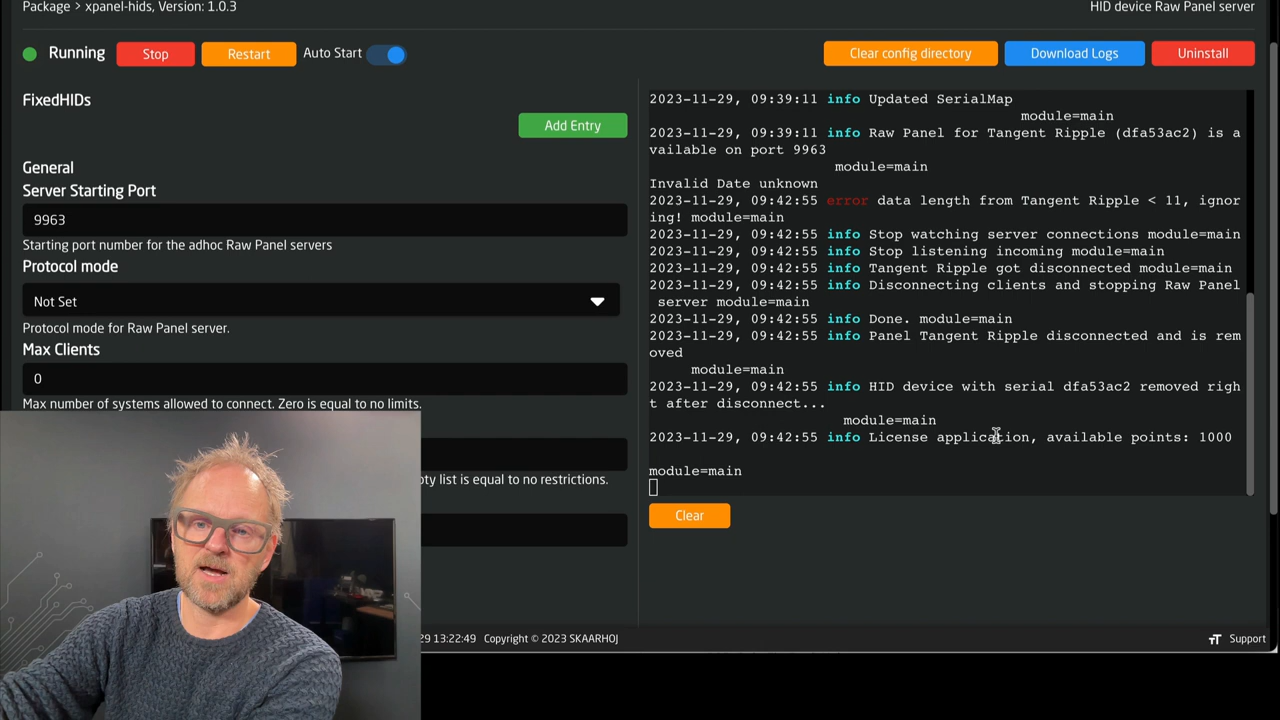 Package > xpanel-hids, Version: 1.0.3
HID device Raw Panel server
Running
Stop
Restart
Auto Start
Clear config directory
Download Logs
Uninstall
FixedHIDs
Add Entry
General
Server Starting Port
9963
Starting port number for the adhoc Raw Panel servers
Protocol mode
Not Set
Protocol mode for Raw Panel server.
Max Clients
0
Max number of systems allowed to connect. Zero is equal to no limits.
list is equal to no restrictions.
2023-11-29, 09:39:11 info Updated SerialMap
module=main
2023-11-29, 09:39:11 info Raw Panel for Tangent Ripple (dfa53ac2) is a
vailable on port 9963
module=main
Invalid Date unknown
2023-11-29, 09:42:55 error data length from Tangent Ripple < 11, ignor
ing! module=main
2023-11-29, 09:42:55 info Stop watching server connections module=main
2023-11-29, 09:42:55 info Stop listening incoming module=main
2023-11-29, 09:42:55 info Tangent Ripple got disconnected module=main
2023-11-29, 09:42:55 info Disconnecting clients and stopping Raw Panel
server module=main
2023-11-29, 09:42:55 info Done. module=main
2023-11-29, 09:42:55 info Panel Tangent Ripple disconnected and is rem
oved
module=main
2023-11-29, 09:42:55 info HID device with serial dfa53ac2 removed righ
t after disconnect...
module=main
2023-11-29, 09:42:55 info License application, available points: 1000
module=main
Clear
29 13:22:49 Copyright © 2023 SKAARHOJ
Support